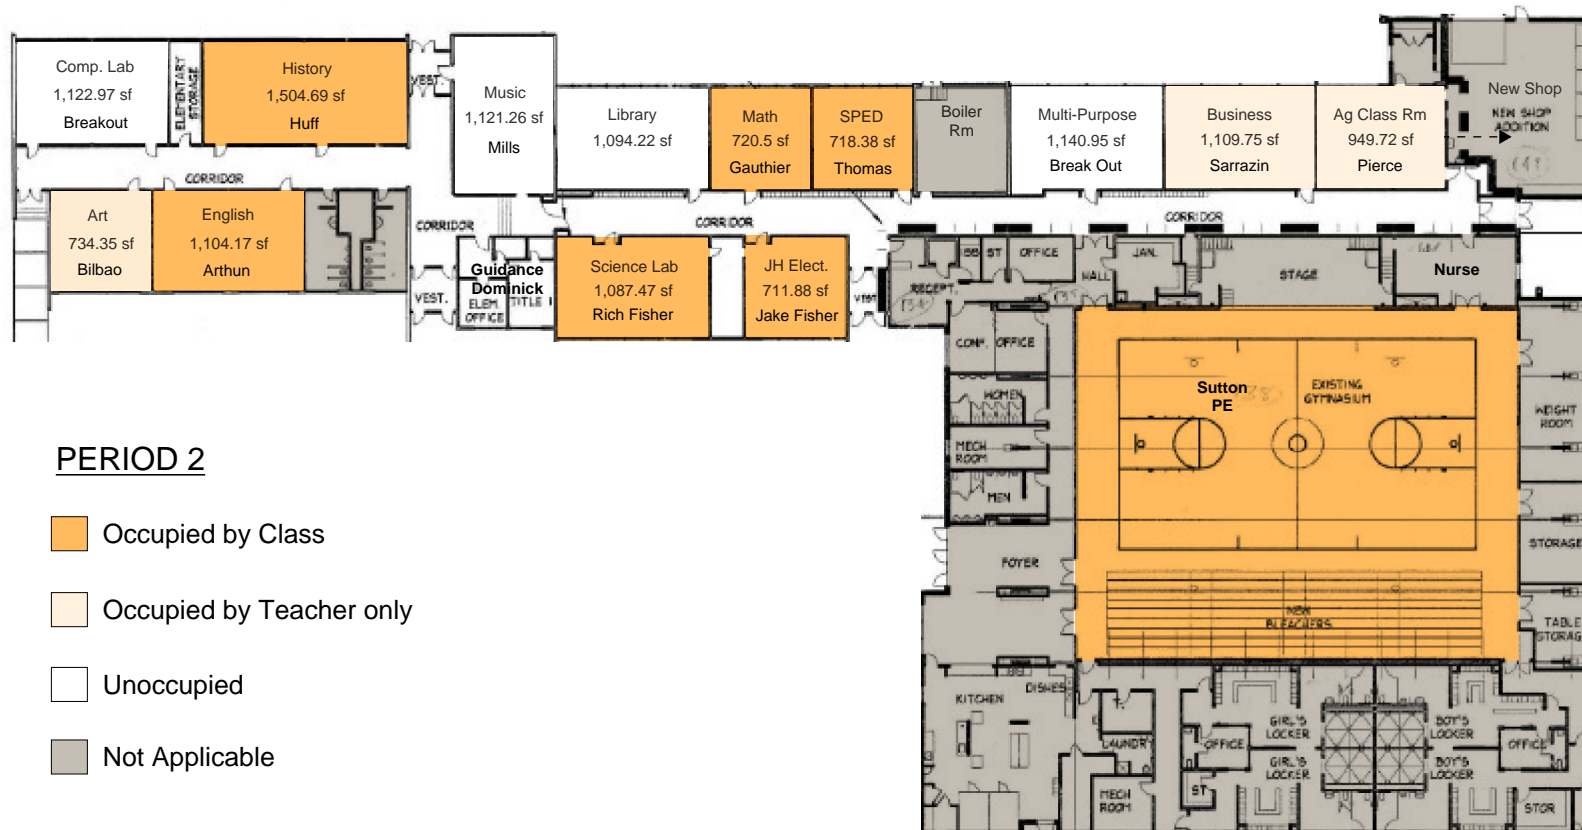 Comp. Lab
1,122.97 sf
Breakout
ELEMENTARY
STORAGE
History
1,504.69 sf
Huff
VEST.
Music
1,121.26 sf
Mills
Library
1,094.22 sf
Math
720.5 sf
Gauthier
SPED
718.38 sf
Thomas
Boiler
Rm
Multi-Purpose
1,140.95 sf
Break Out
Business
1,109.75 sf
Sarrazin
Ag Class Rm
949.72 sf
Pierce
New Shop
NEW SHOP
ADDITION
CORRIDOR
CORRIDOR
CORRIDOR
CORRIDOR
Art
734.35 sf
Bilbao
English
1,104.17 sf
Arthun
VEST.
Guidance
Dominick
ELEM.
OFFICE
TITLE I
Science Lab
1,087.47 sf
Rich Fisher
JH Elect.
711.88 sf
Jake Fisher
VEST
RECEPT.
ST
OFFICE
HALL
JAN.
STAGE
Nurse
CONF.
OFFICE
WOMEN
MECH
ROOM
MEN
FOYER
Sutton
PE
EXISTING
GYMNASIUM
WEIGHT
ROOM
STORAGE
NEW
BLEACHERS
TABLE
STORAG
KITCHEN
DISHES
LAUNDRY
MECH
ROOM
ST
OFFICE
GIRL'S
LOCKER
GIRL'S
LOCKER
BOY'S
LOCKER
BOY'S
LOCKER
OFFICE
STOR
PERIOD 2
Occupied by Class
Occupied by Teacher only
Unoccupied
Not Applicable